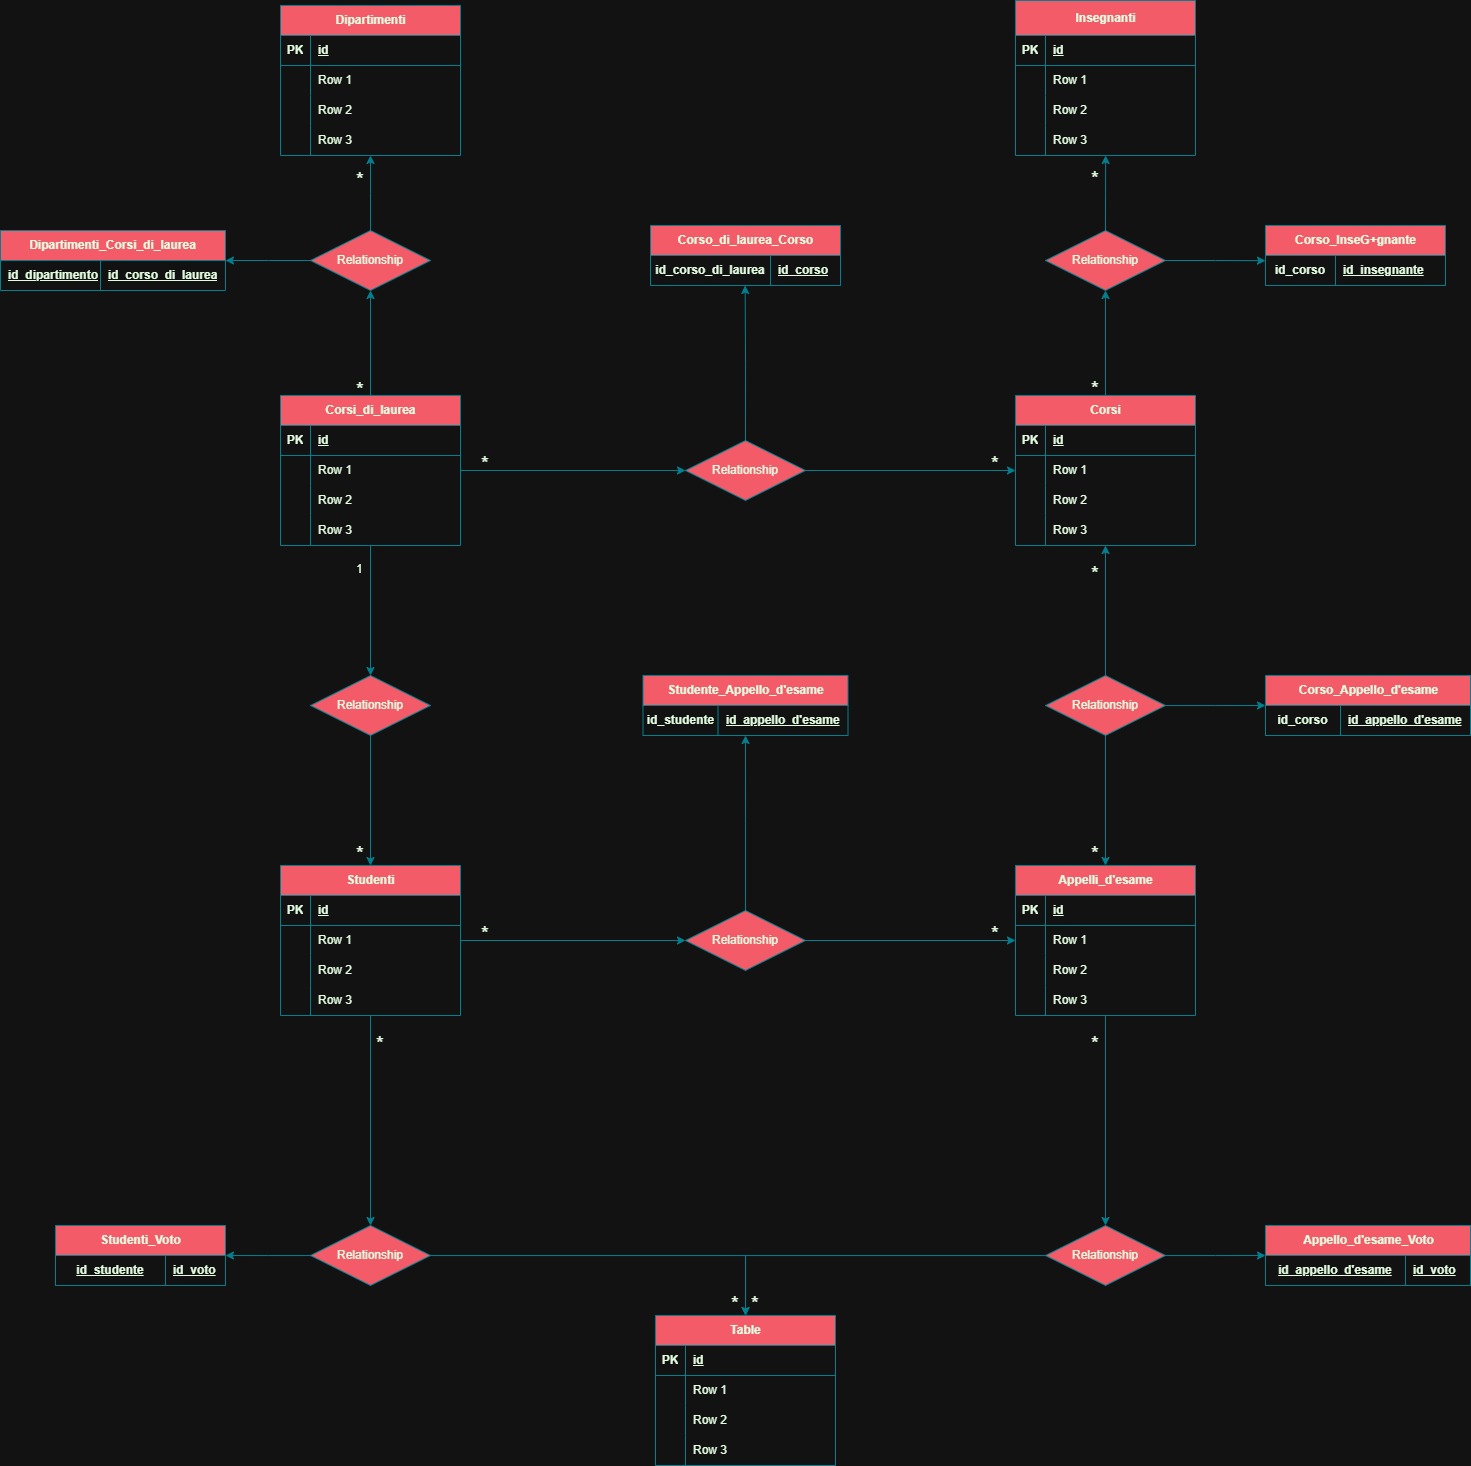 Dipartimenti
PK id
Row 1
Row 2
Row 3
Insegnanti
PK id
Row 1
Row 2
Row 3
*
*
Dipartimenti_Corsi_di_laurea
id_dipartimento id_corso_di_laurea
Relationship
Corso_di_laurea_Corso
id_corso_di_laurea id_corso
Relationship
Corso_InseG+gnante
id_corso id_insegnante
*
*
Corsi_di_laurea
PK id
Row 1
Row 2
Row 3
*
Relationship
*
Corsi
PK id
Row 1
Row 2
Row 3
1
*
Relationship
Studente_Appello_d'esame
id_studente id_appello_d'esame
Relationship
Corso_Appello_d'esame
id_corso id_appello_d'esame
*
*
Studenti
PK id
Row 1
Row 2
Row 3
*
Relationship
*
Appelli_d'esame
PK id
Row 1
Row 2
Row 3
*
*
Studenti_Voto
id_studente id_voto
Relationship
Relationship
Appello_d'esame_Voto
id_appello_d'esame id_voto
* *
Table
PK id
Row 1
Row 2
Row 3